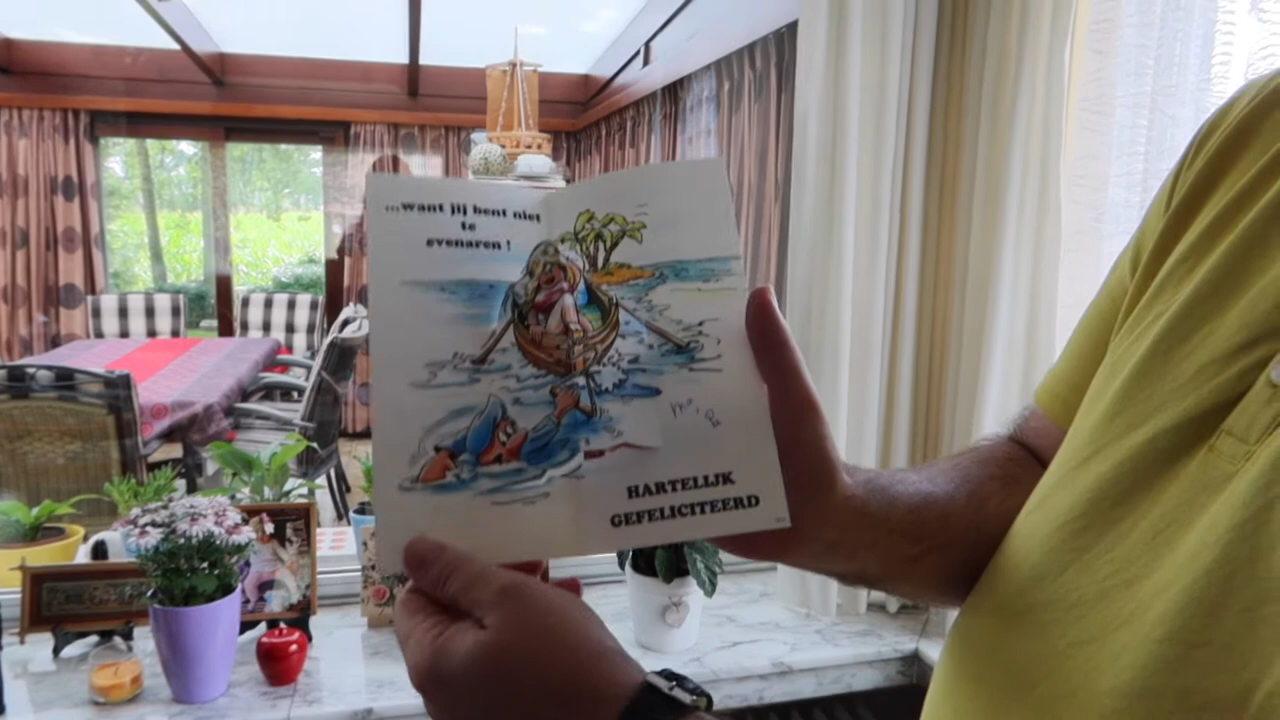 ...want jij bent niet
te
evenaren !
HARTELIJK
GEFELICITEERD